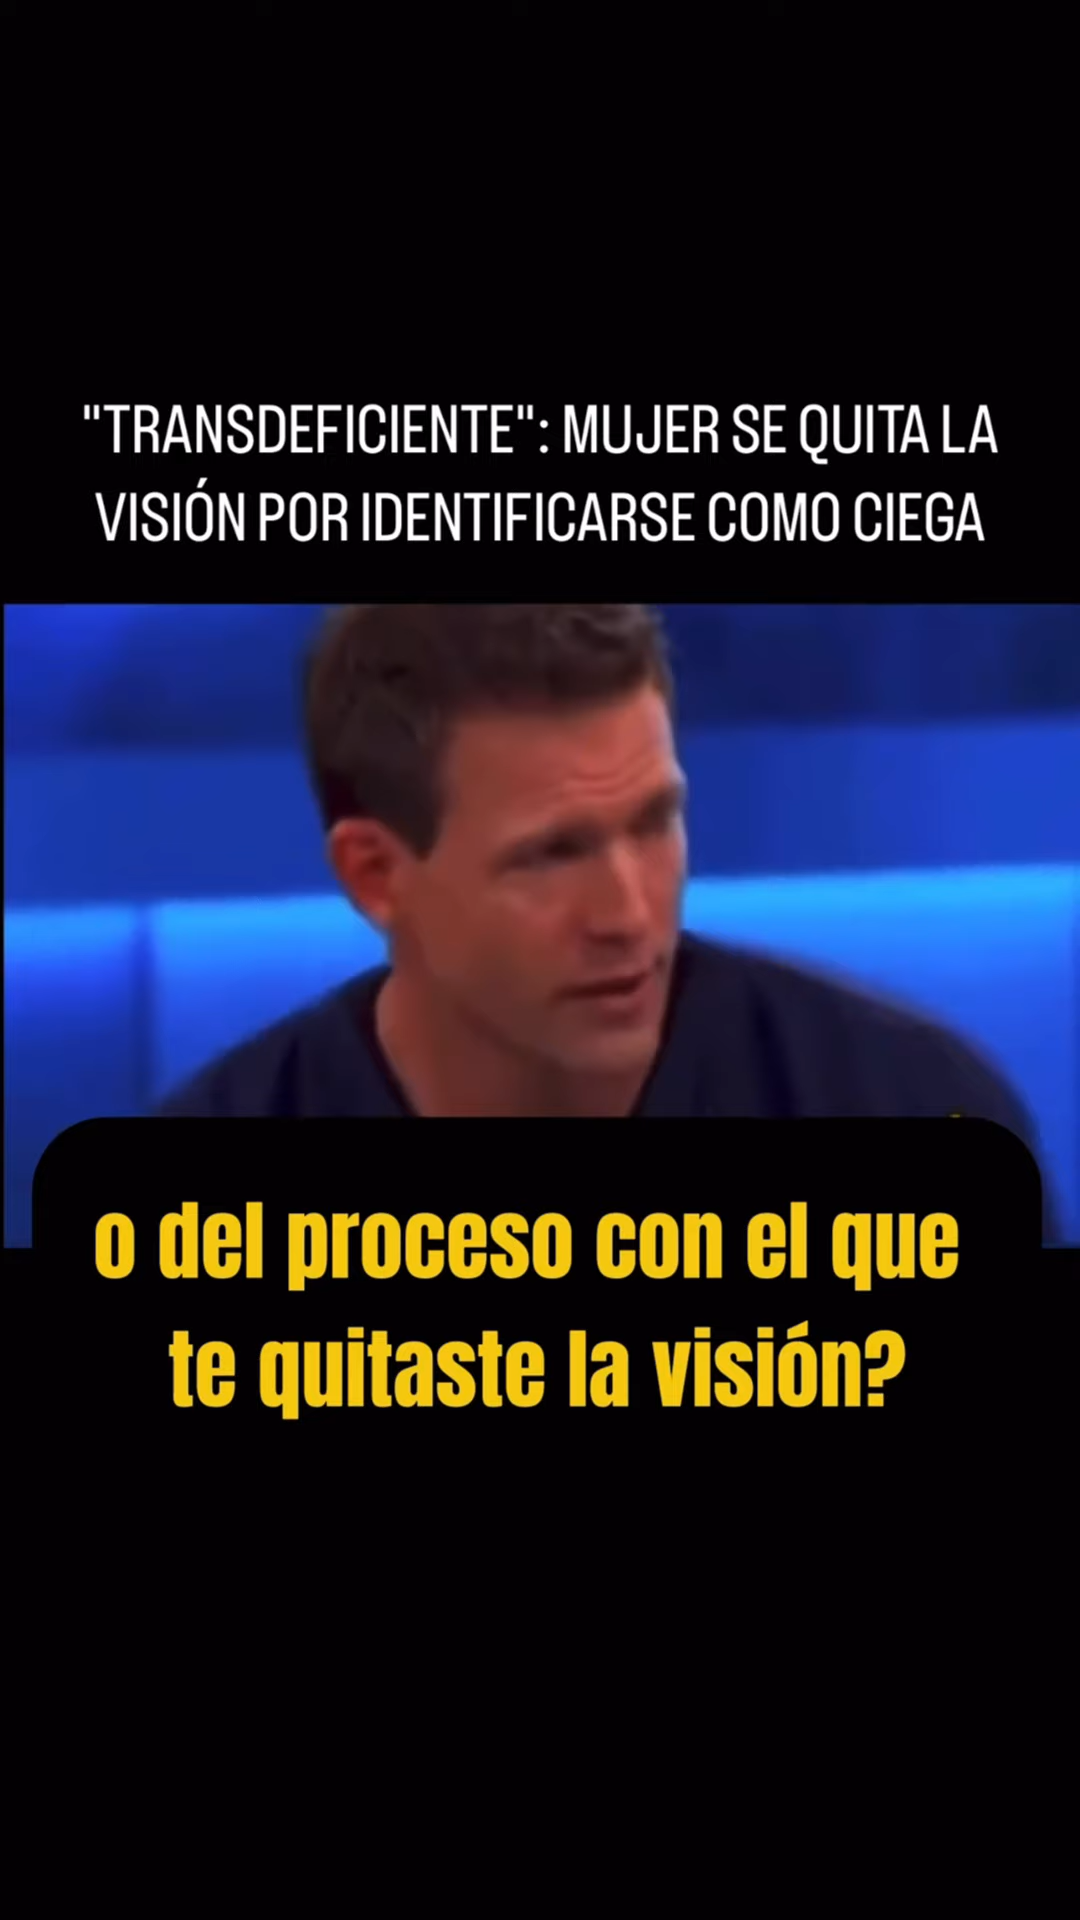 "TRANSDEFICIENTE": MUJER SE QUITA LA
VISIÓN POR IDENTIFICARSE COMO CIEGA
o del proceso con el que
te quitaste la visión?